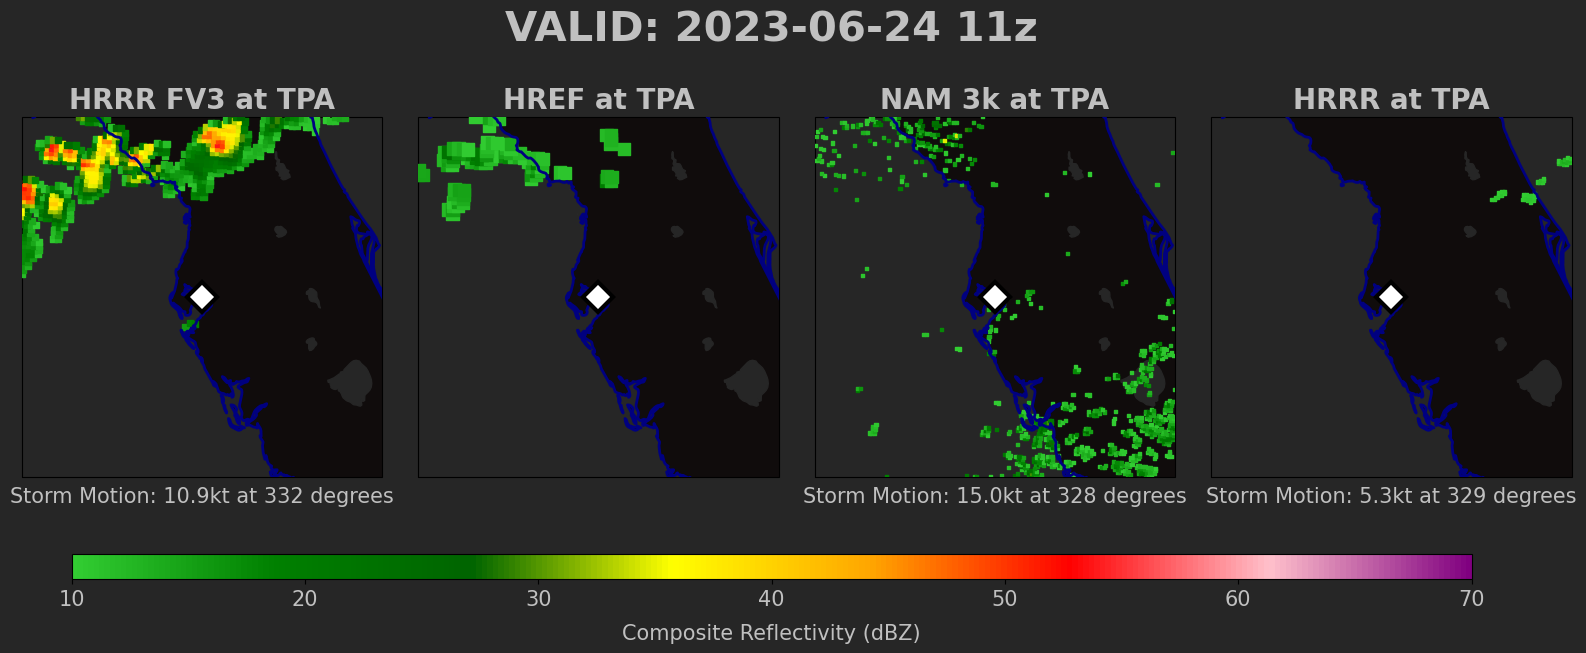 VALID: 2023-06-24 11z
HRRR FV3 at TPA
HREF at TPA
NAM 3k at TPA
HRRR at TPA
Storm Motion: 10.9kt at 332 degrees
Storm Motion: 15.0kt at 328 degrees
Storm Motion: 5.3kt at 329 degrees
10 20 30 40 50 60 70
Composite Reflectivity (dBZ)